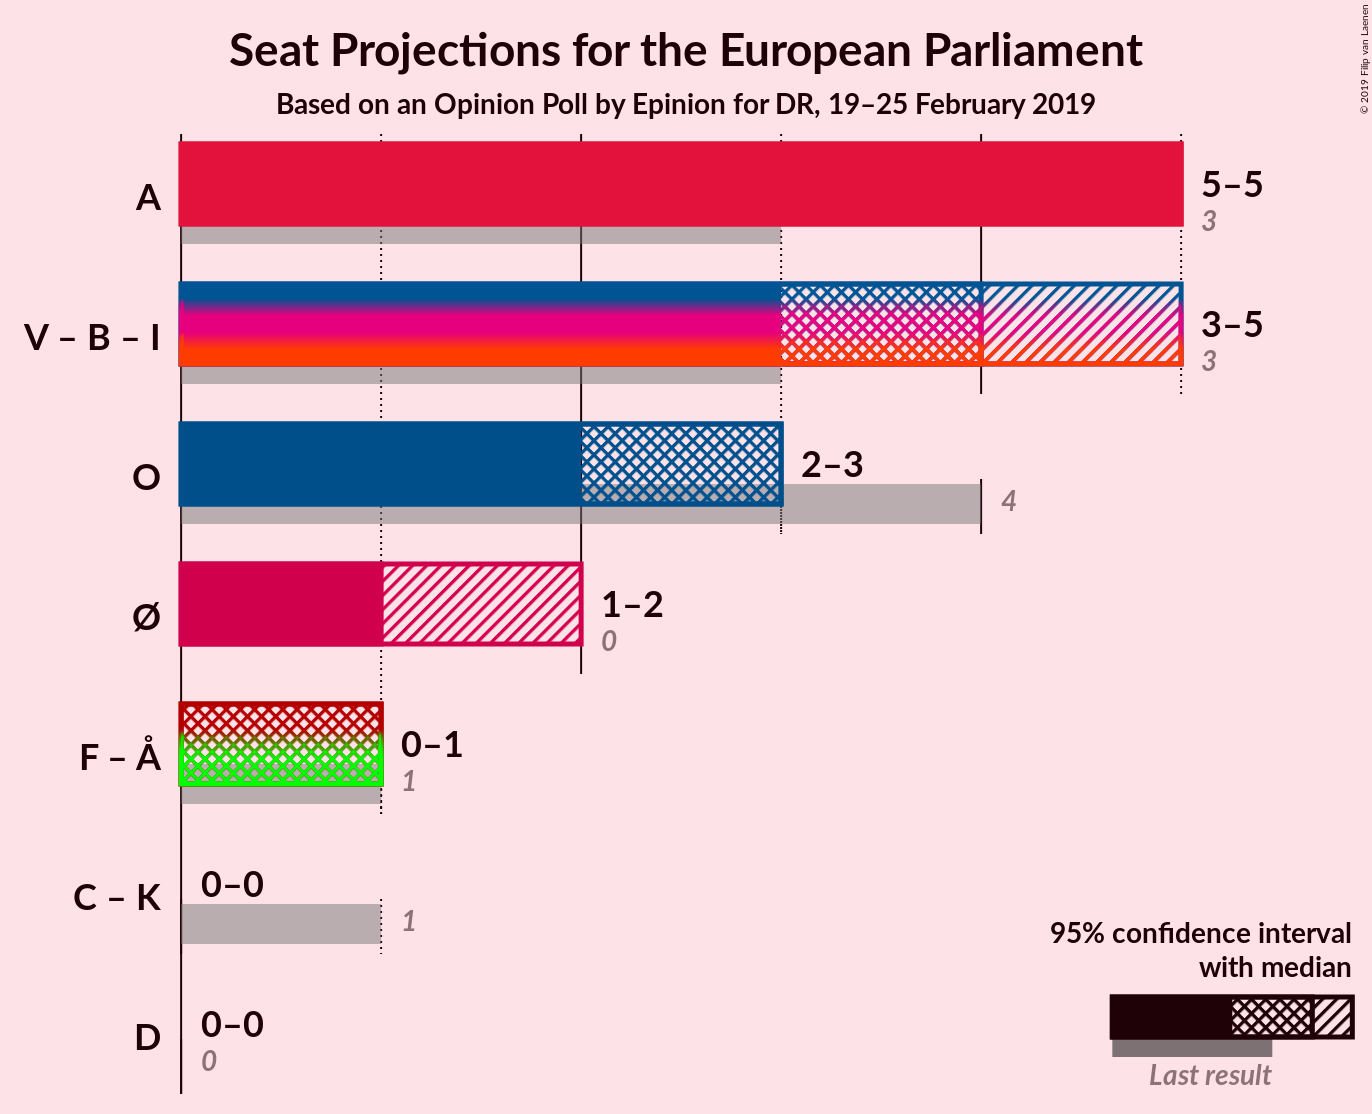 Seat Projections for the European Parliament
Based on an Opinion Poll by Epinion for DR, 19–25 February 2019
© 2019 Filip van Laenen
A
5–5
3
V – B – I
3–5
3
O
2–3
4
Ø
1–2
0
F – Å
0–1
1
C – K
0–0
1
D
0–0
0
95% confidence interval
with median
Last result